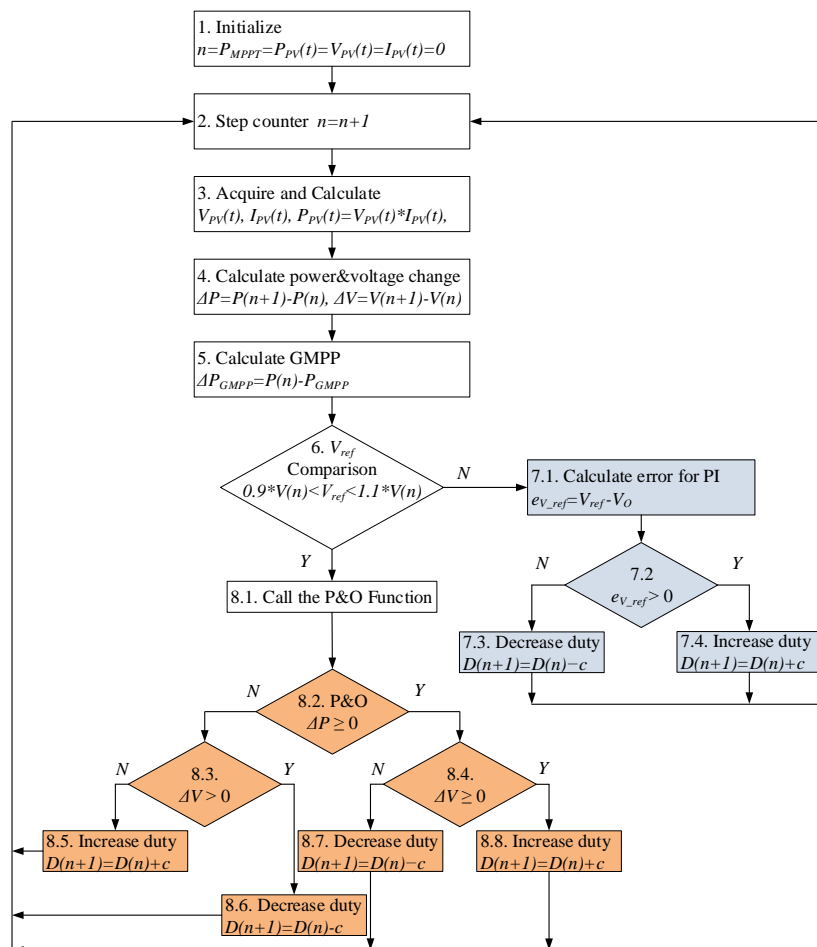 1. Initialize
n=P_MPPT=P_PV(t)=V_PV(t)=I_PV(t)=0
2. Step counter n=n+1
3. Acquire and Calculate
V_PV(t), I_PV(t), P_PV(t)=V_PV(t)*I_PV(t),
4. Calculate power&voltage change
ΔP=P(n+1)-P(n), ΔV=V(n+1)-V(n)
5. Calculate GMPP
ΔP_GMPP=P(n)-P_GMPP
6. V_ref
Comparison
0.9*V(n)<V_ref<1.1*V(n)
N
7.1. Calculate error for PI
e_V_ref=V_ref-V_O
Y
N
7.2
e_V_ref> 0
Y
8.1. Call the P&O Function
7.3. Decrease duty
D(n+1)=D(n)−c
7.4. Increase duty
D(n+1)=D(n)+c
N
8.2. P&O
ΔP ≥ 0
Y
N
8.3.
ΔV > 0
Y
N
8.4.
ΔV ≥ 0
Y
8.5. Increase duty
D(n+1)=D(n)+c
8.7. Decrease duty
D(n+1)=D(n)−c
8.8. Increase duty
D(n+1)=D(n)+c
8.6. Decrease duty
D(n+1)=D(n)-c